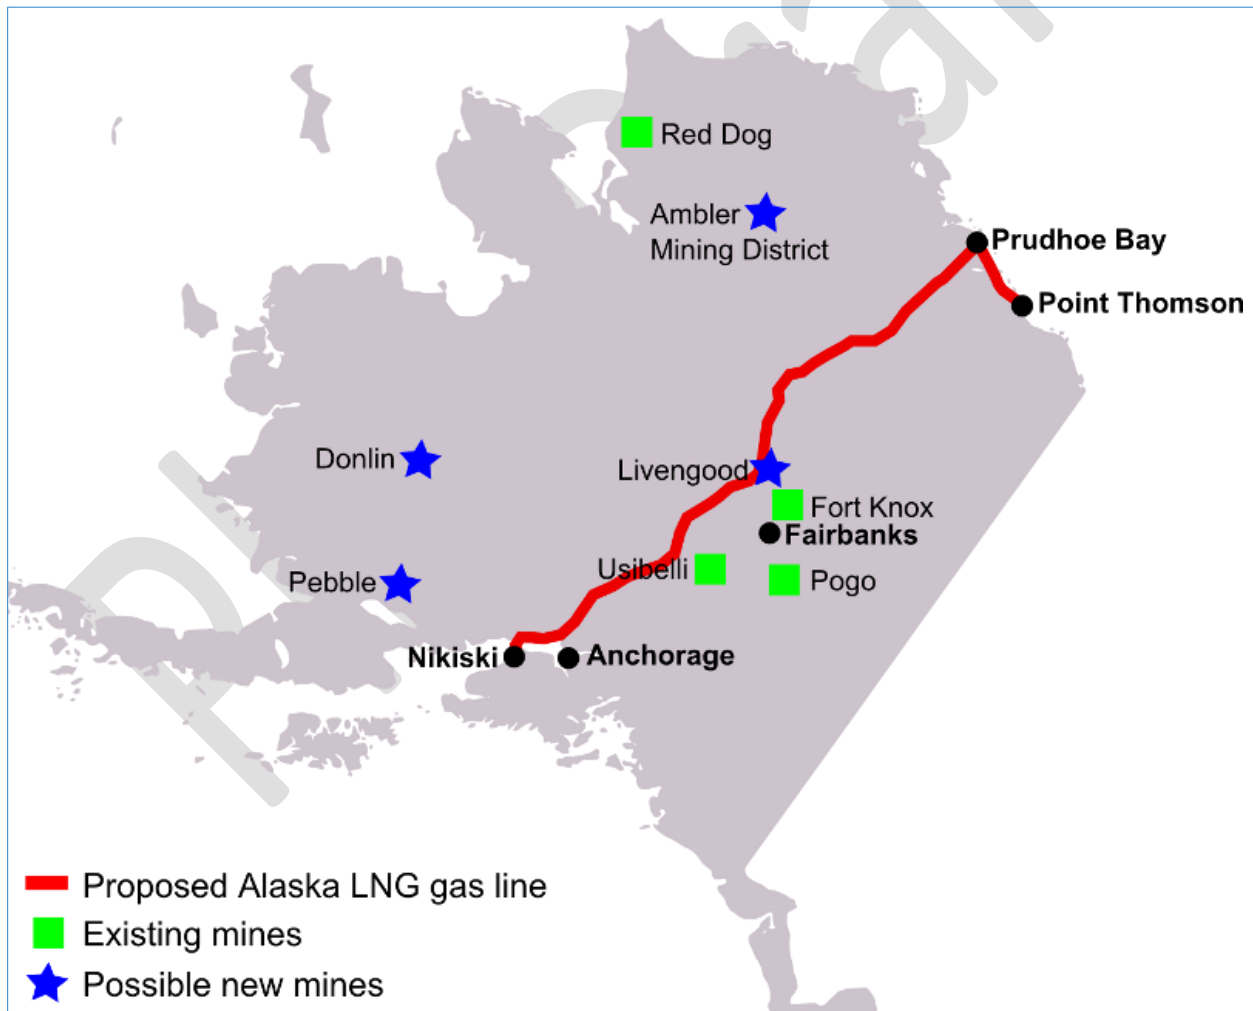 Red Dog
Ambler
Mining District
Prudhoe Bay
Point Thomson
Donlin
Livengood
Fort Knox
Fairbanks
Usibelli
Pogo
Pebble
Nikiski
Anchorage
Proposed Alaska LNG gas line
Existing mines
Possible new mines